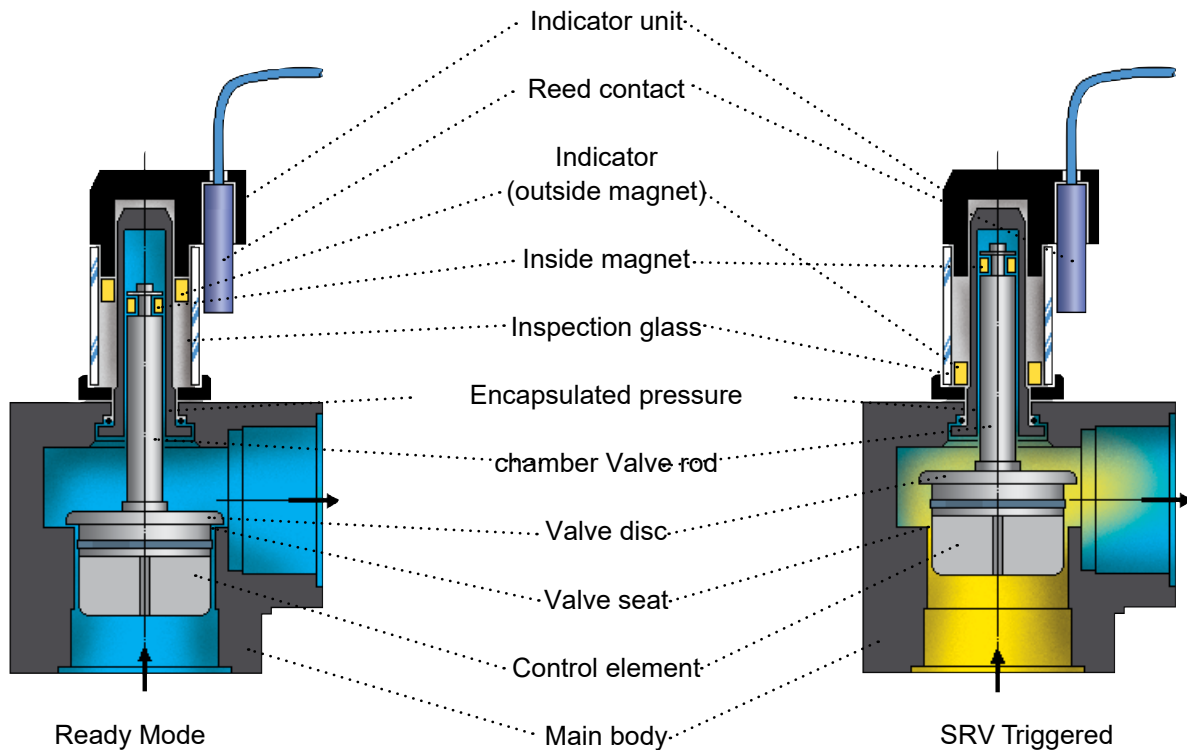 Indicator unit
Reed contact
Indicator
(outside magnet)
Inside magnet
Inspection glass
Encapsulated pressure
chamber Valve rod
Valve disc
Valve seat
Control element
Main body
Ready Mode
SRV Triggered